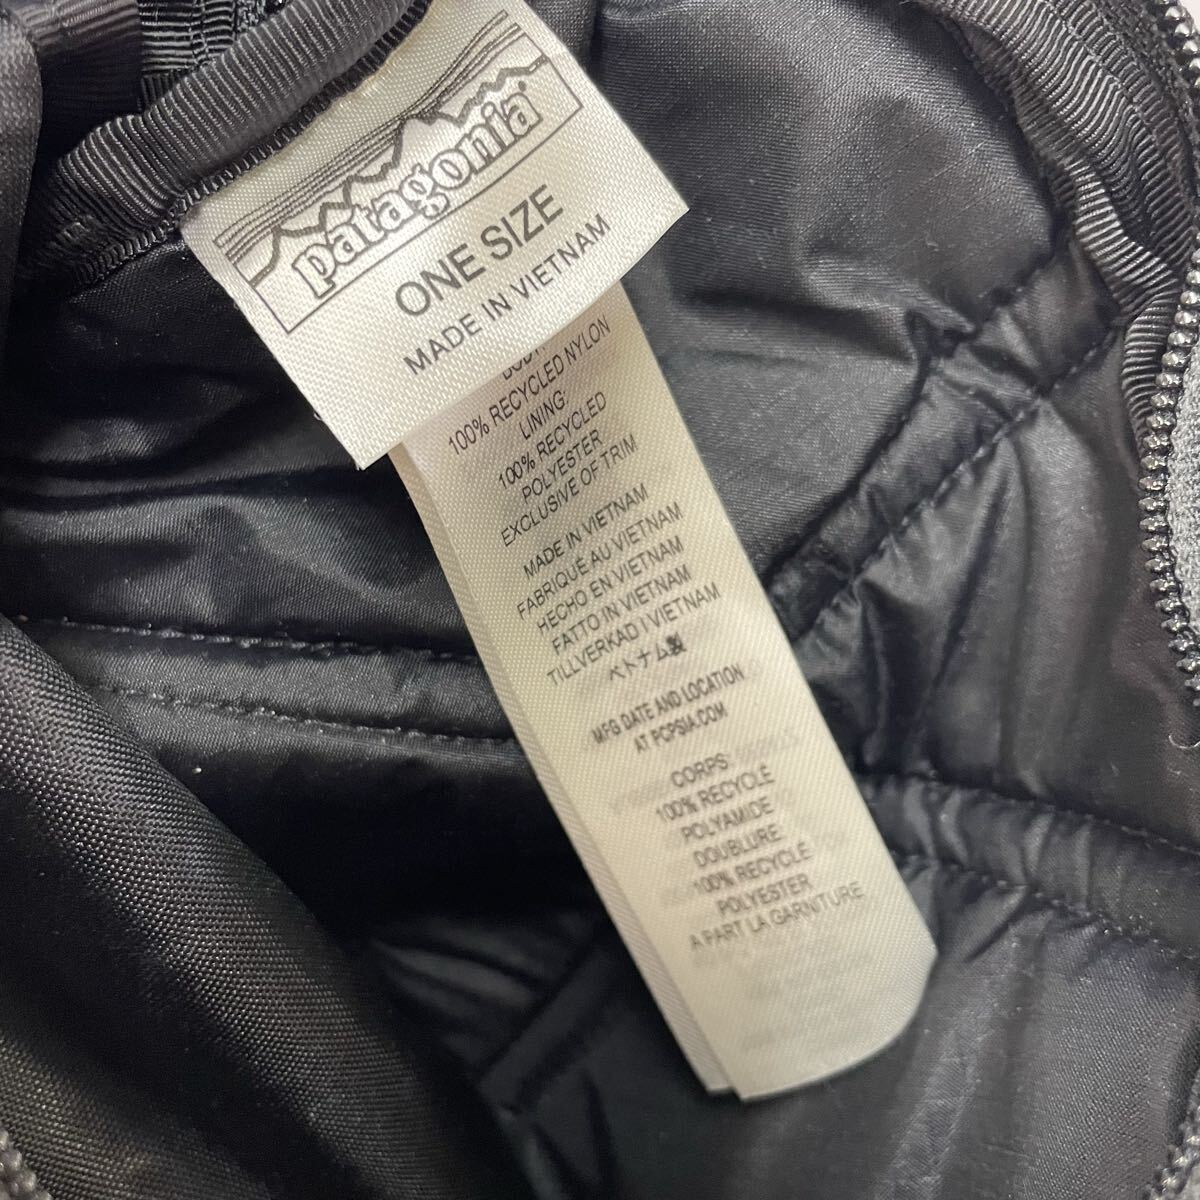 patagonia
ONE SIZE
MADE IN VIETNAM
100% RECYCLED NYLON
LINING:
100% RECYCLED
POLYESTER
EXCLUSIVE OF TRIM
MADE IN VIETNAM
FABRIQUÉ AU VIETNAM
HECHO EN VIETNAM
FATTO IN VIETNAM
TILLVERKAD I VIETNAM
ベトナム製
MFG DATE AND LOCATION
AT PCPSIA.COM
CORPS:
100% RECYCLÉ
POLYAMIDE
DOUBLURE:
100% RECYCLÉ
POLYESTER
A PART LA GARNITURE